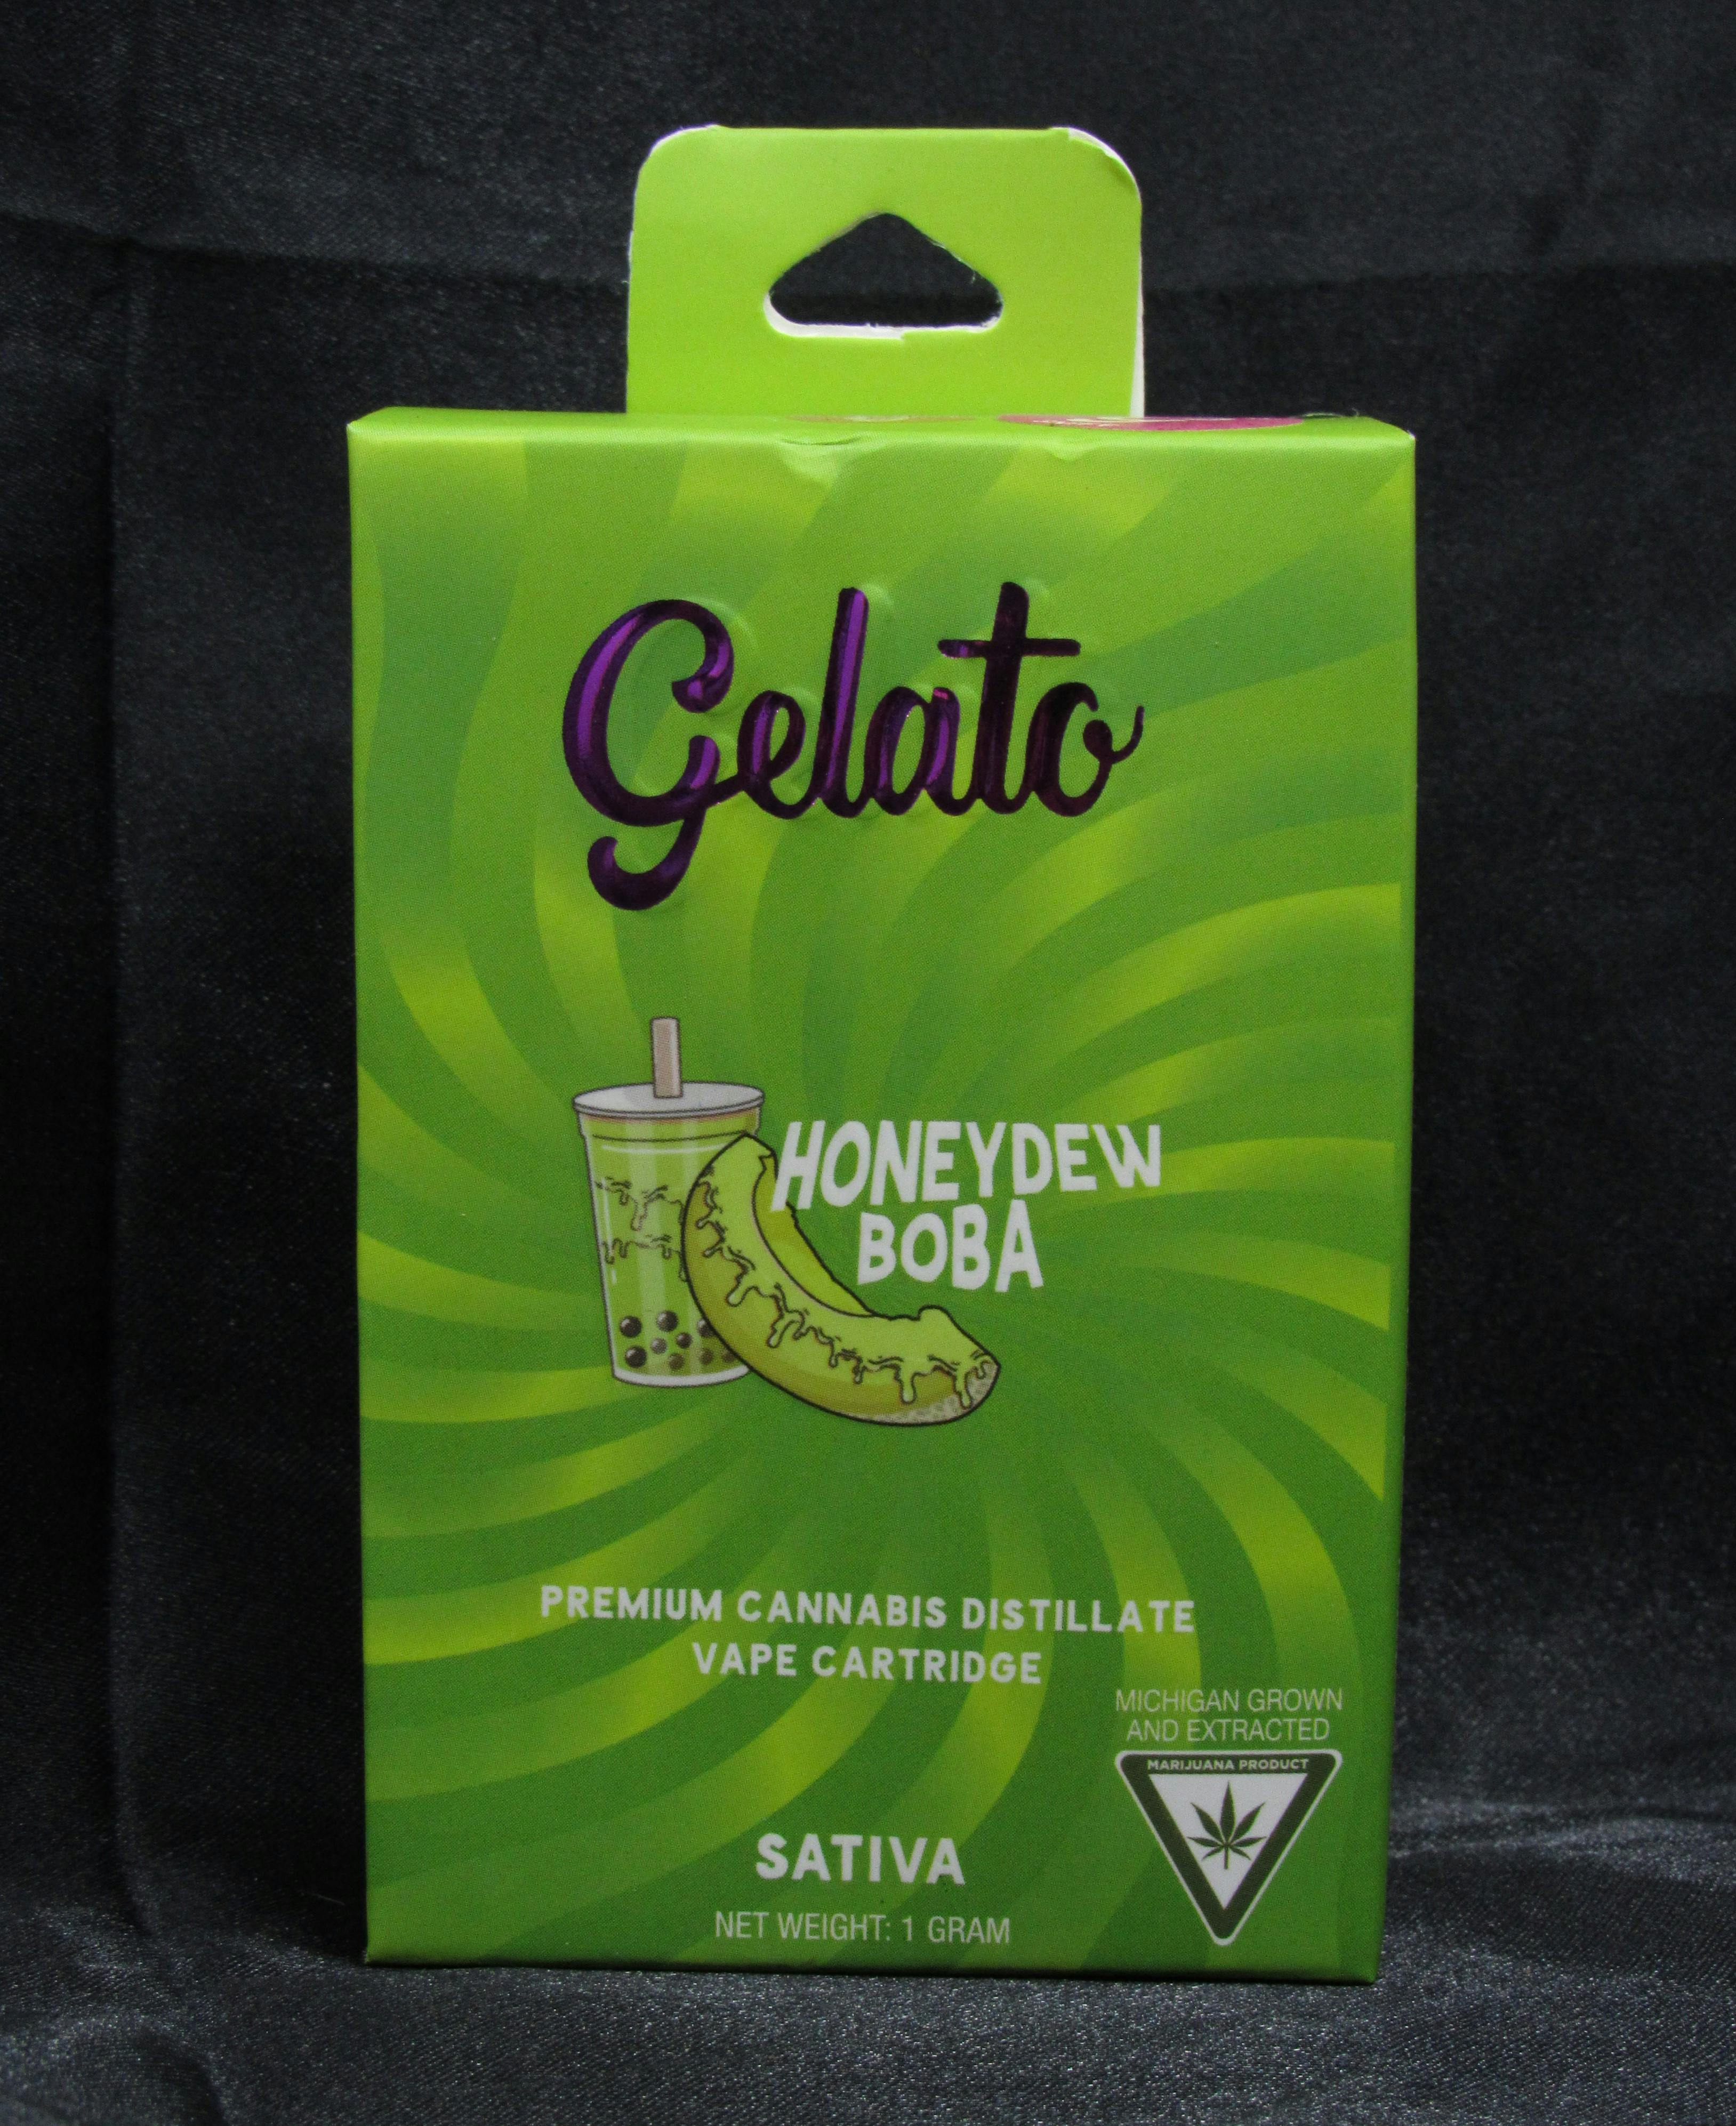 Gelato
HONEYDEW
BOBA
PREMIUM CANNABIS DISTILLATE
VAPE CARTRIDGE
MICHIGAN GROWN
AND EXTRACTED
MARIJUANA PRODUCT
SATIVA
NET WEIGHT: 1 GRAM